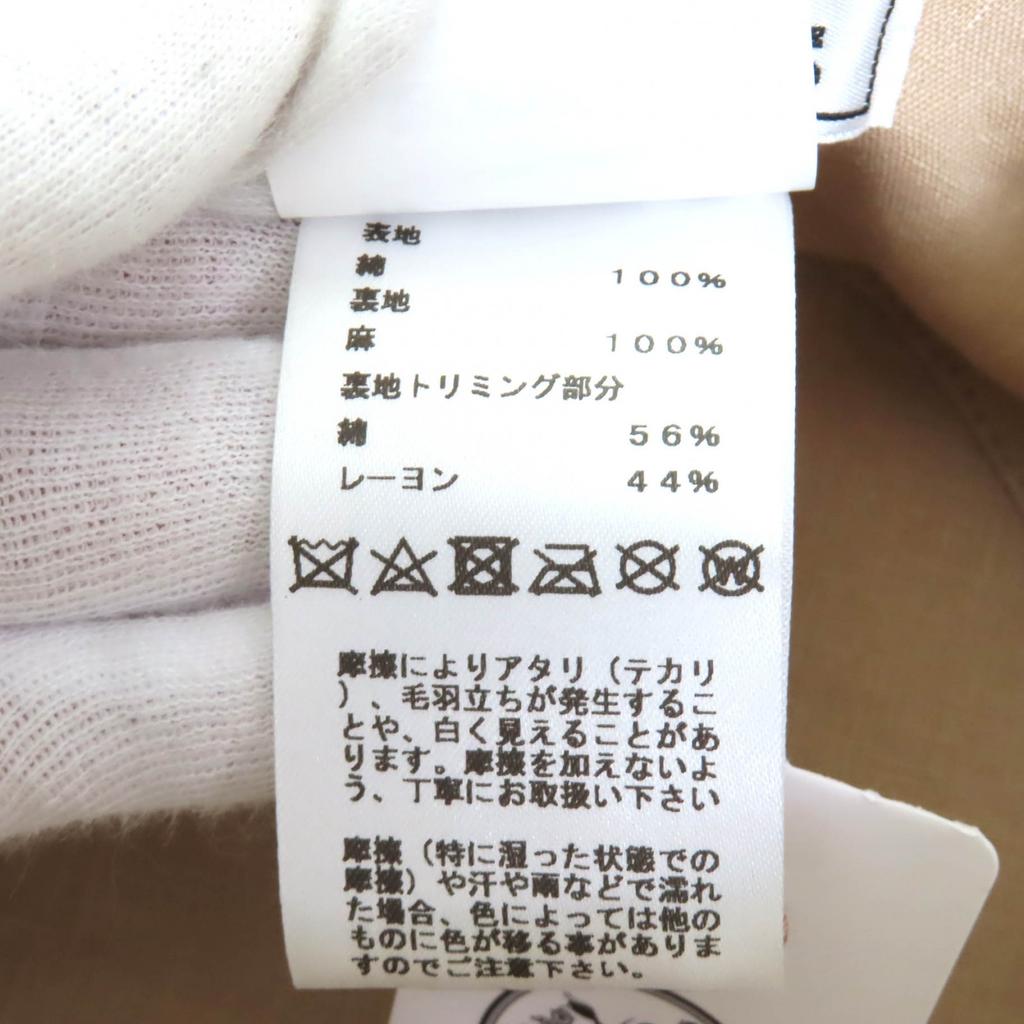 表地
綿 100%
裏地
麻 100%
裏地トリミング部分
綿 56%
レーヨン 44%
W
摩擦によりアタリ（テカリ
）、毛羽立ちが発生するこ
とや、白く見えることがあ
ります。摩擦を加えないよ
う、丁寧にお取扱い下さい
摩擦（特に湿った状態での
摩擦）や汗や雨などで濡れ
た場合、色によっては他の
ものに色が移る事がありま
すのでご注意下さい。